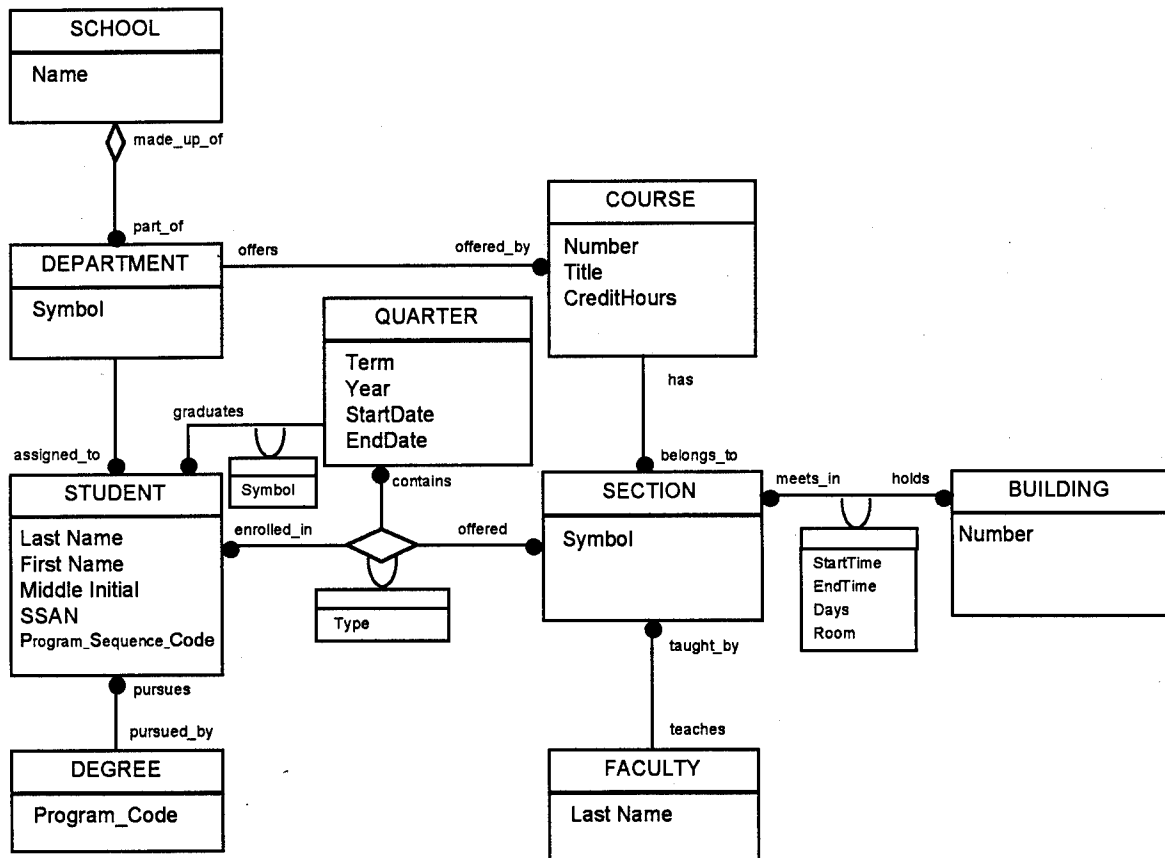 SCHOOL
Name
made_up_of
part_of
DEPARTMENT
Symbol
offers
offered_by
COURSE
Number
Title
CreditHours
QUARTER
Term
Year
StartDate
EndDate
has
graduates
Symbol
assigned_to
contains
belongs_to
STUDENT
Last Name
First Name
Middle Initial
SSAN
Program_Sequence_Code
enrolled_in
offered
Type
SECTION
Symbol
meets_in
holds
StartTime
EndTime
Days
Room
BUILDING
Number
taught_by
teaches
pursues
pursued_by
DEGREE
Program_Code
FACULTY
Last Name